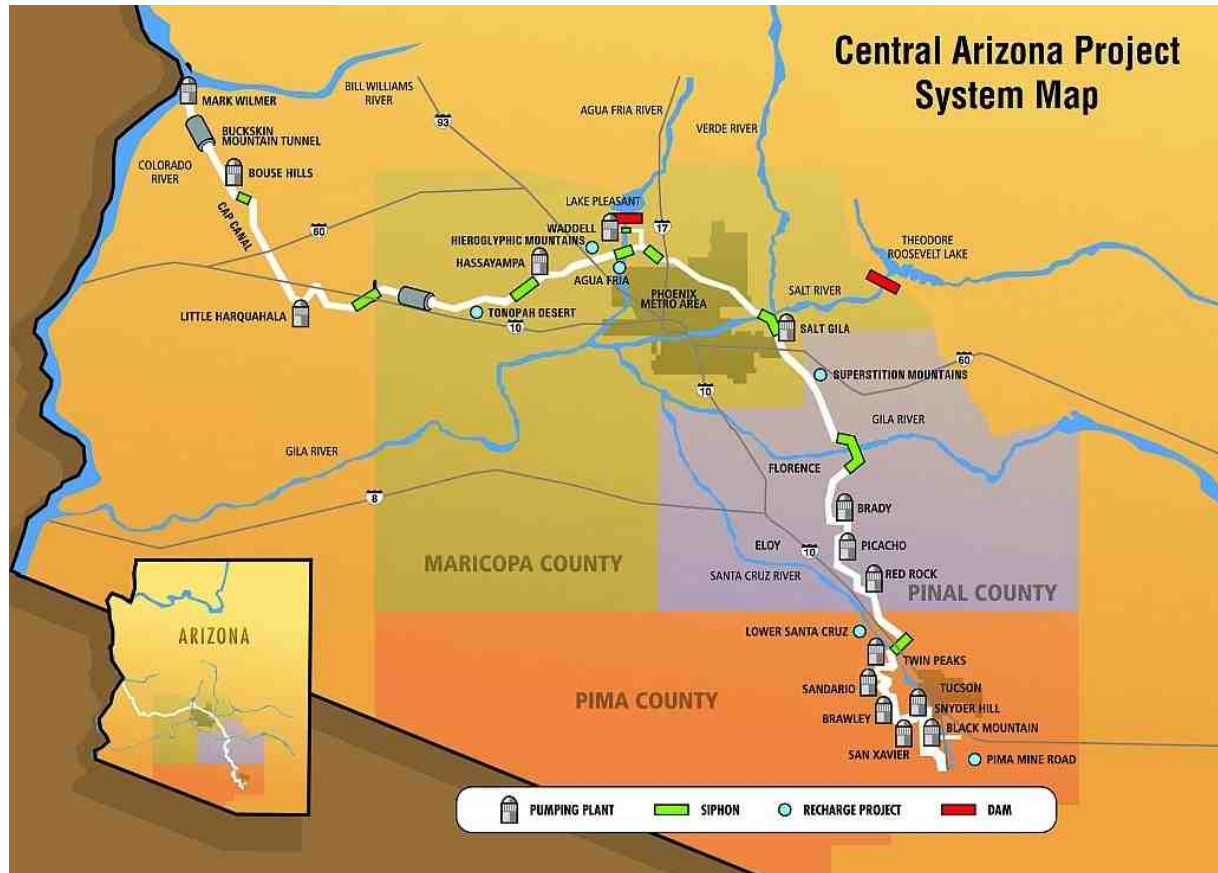 Central Arizona Project
System Map
MARK WILMER
BILL WILLIAMS
RIVER
93
AGUA FRIA RIVER
VERDE RIVER
BUCKSKIN
MOUNTAIN TUNNEL
COLORADO
RIVER
BOUSE HILLS
CAP CANAL
60
LAKE PLEASANT
WADDELL
17
HIEROGLYPHIC MOUNTAINS
HASSAYAMPA
AGUA FRIA
THEODORE
ROOSEVELT LAKE
PHOENIX
METRO AREA
SALT RIVER
LITTLE HARQUAHALA
TONOPAH DESERT
10
SALT GILA
60
SUPERSTITION MOUNTAINS
10
GILA RIVER
GILA RIVER
FLORENCE
8
BRADY
ELOY
10
PICACHO
MARICOPA COUNTY
SANTA CRUZ RIVER
RED ROCK
PINAL COUNTY
LOWER SANTA CRUZ
TWIN PEAKS
ARIZONA
SANDARIO
TUCSON
PIMA COUNTY
SNYDER HILL
BRAWLEY
BLACK MOUNTAIN
SAN XAVIER
PIMA MINE ROAD
PUMPING PLANT
SIPHON
RECHARGE PROJECT
DAM